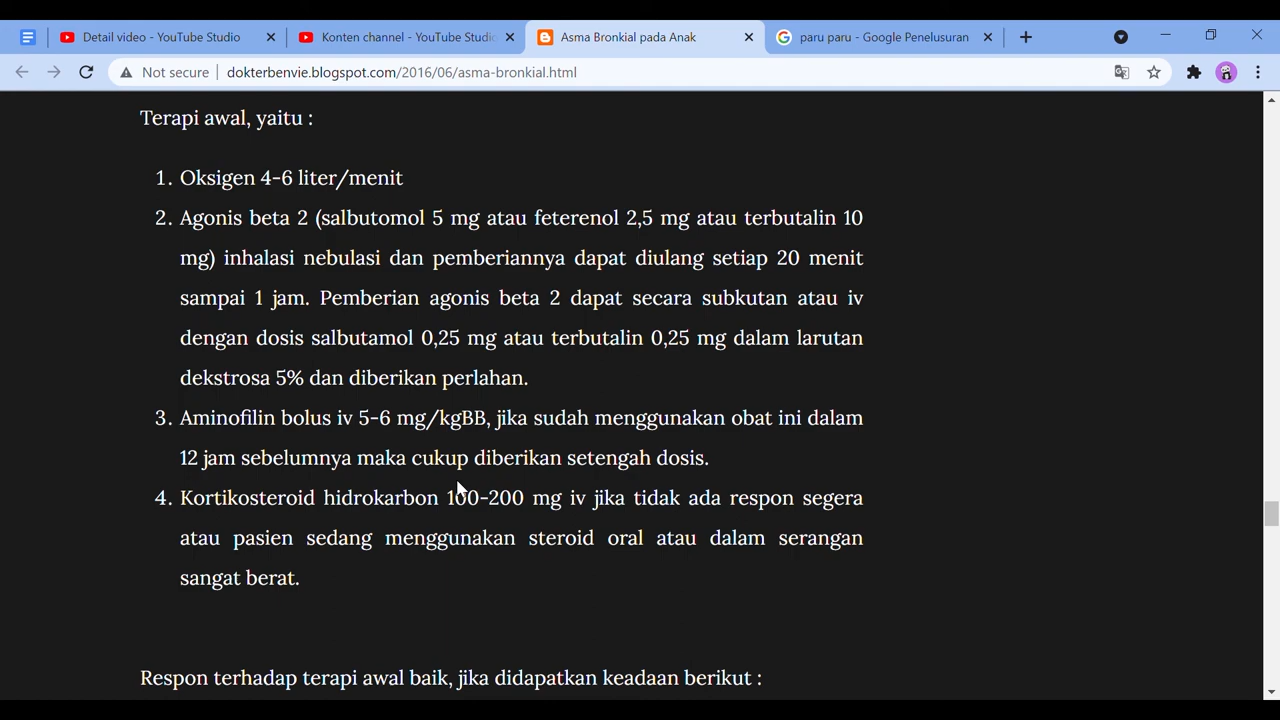 Detail video - YouTube Studio
Konten channel - YouTube Studio
Asma Bronkial pada Anak
paru paru - Google Penelusuran
Not secure
dokterbenvie.blogspot.com/2016/06/asma-bronkial.html
Terapi awal, yaitu :
1. Oksigen 4-6 liter/menit
2. Agonis beta 2 (salbutomol 5 mg atau feterenol 2,5 mg atau terbutalin 10
mg) inhalasi nebulasi dan pemberiannya dapat diulang setiap 20 menit
sampai 1 jam. Pemberian agonis beta 2 dapat secara subkutan atau iv
dengan dosis salbutamol 0,25 mg atau terbutalin 0,25 mg dalam larutan
dekstrosa 5% dan diberikan perlahan.
3. Aminofilin bolus iv 5-6 mg/kgBB, jika sudah menggunakan obat ini dalam
12 jam sebelumnya maka cukup diberikan setengah dosis.
4. Kortikosteroid hidrokarbon 100-200 mg iv jika tidak ada respon segera
atau pasien sedang menggunakan steroid oral atau dalam serangan
sangat berat.
Respon terhadap terapi awal baik, jika didapatkan keadaan berikut :